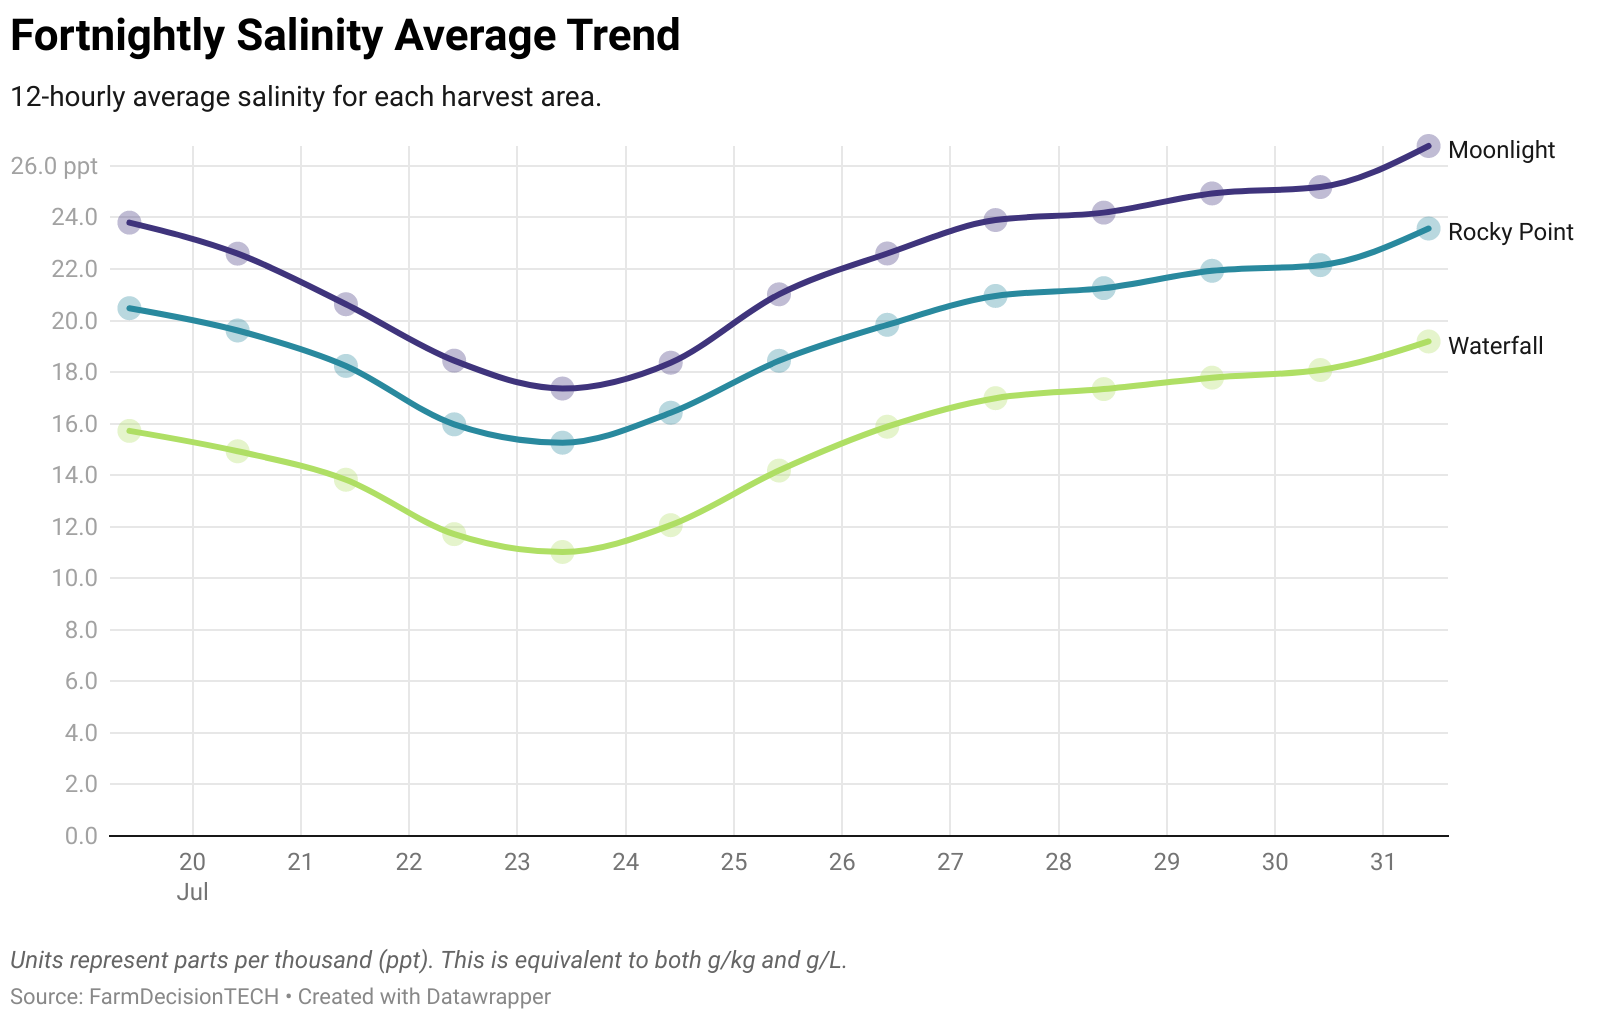 Fortnightly Salinity Average Trend
12-hourly average salinity for each harvest area.
26.0 ppt
24.0
22.0
20.0
18.0
16.0
14.0
12.0
10.0
8.0
6.0
4.0
2.0
0.0
Moonlight
Rocky Point
Waterfall
20 21 22 23 24 25 26 27 28 29 30 31
Jul
Units represent parts per thousand (ppt). This is equivalent to both g/kg and g/L.
Source: FarmDecisionTECH • Created with Datawrapper